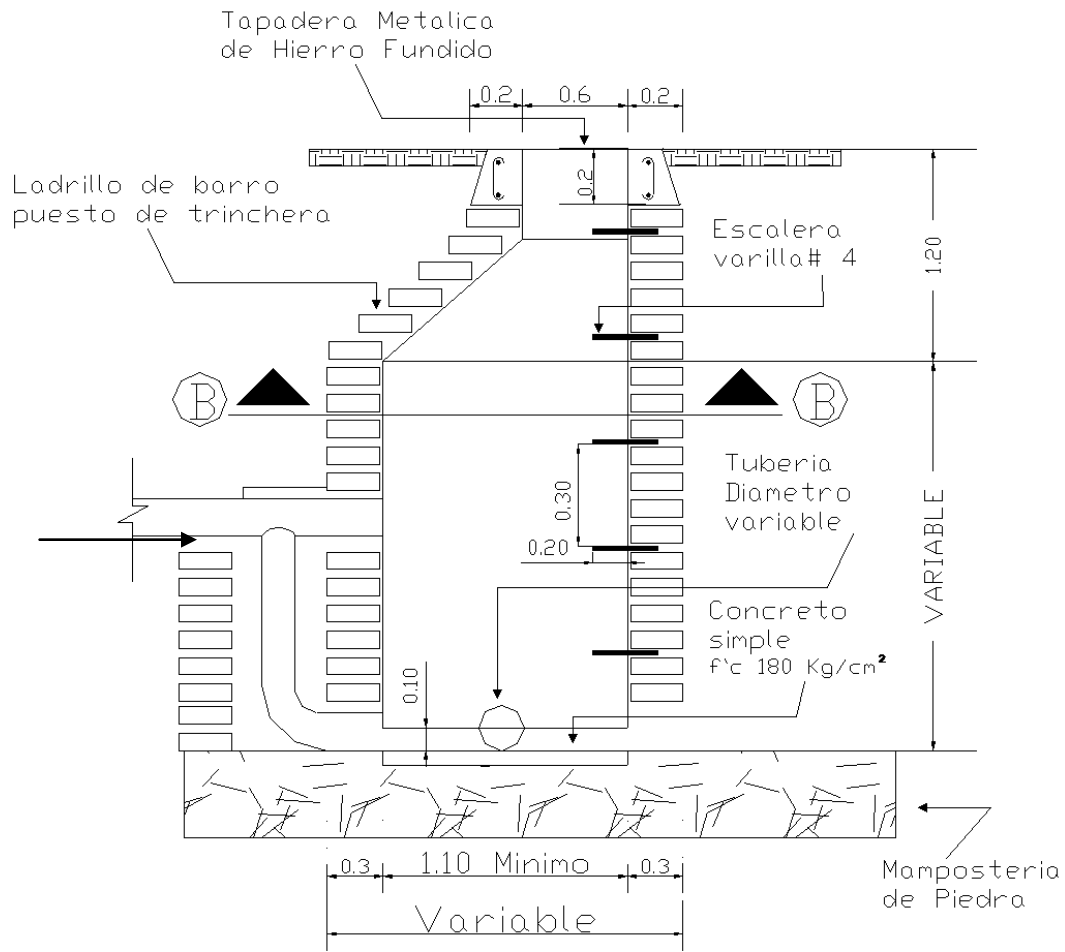 Tapadera Metalica
de Hierro Fundido
0.2
0.6
0.2
0.2
Ladrillo de barro
puesto de trinchera
Escalera
varilla# 4
1.20
B
B
Tuberia
Diametro
variable
0.30
0.20
VARIABLE
Concreto
simple
f'c 180 Kg/cm²
0.10
0.3
1.10 Minimo
0.3
Variable
Mamposteria
de Piedra